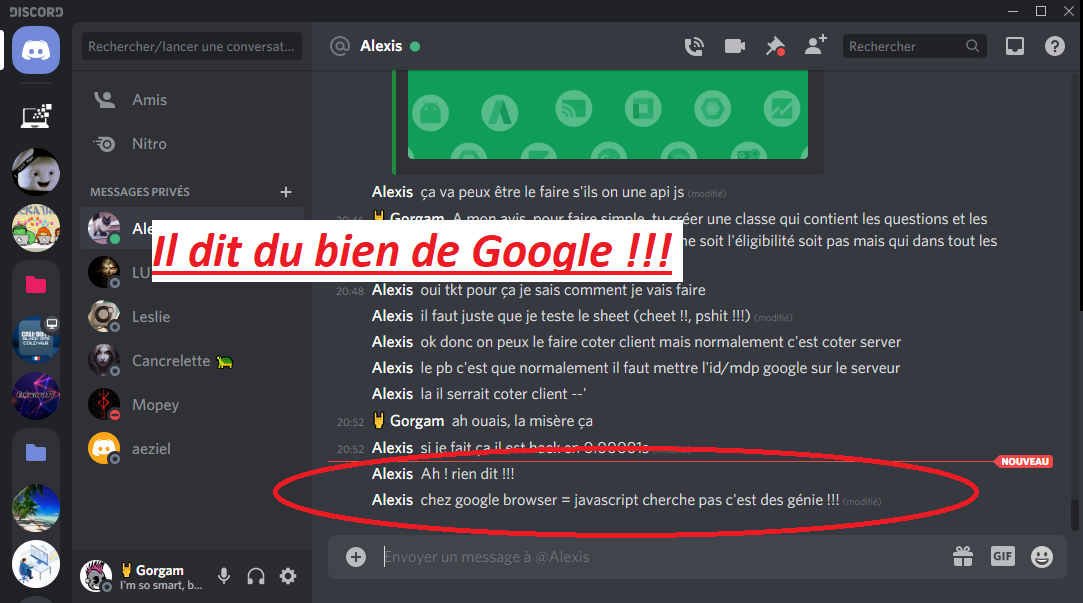 DISCORD
Rechercher/lancer une conversat...
Alexis
Rechercher
Amis
Nitro
MESSAGES PRIVÉS
Leslie
Cancrelette
Mopey
aeziel
Il dit du bien de Google !!!
Alexis ça va peux être le faire s'ils on une api js (modifié)
Gorgam A mon avis, pour faire simple, tu créer une classe qui contient les questions et les
soit l'éligibilité soit pas mais qui dans tout les
20:48 Alexis oui tkt pour ça je sais comment je vais faire
Alexis il faut juste que je teste le sheet (cheet !!, pshit !!!) (modifié)
Alexis ok donc on peux le faire coter client mais normalement c'est coter server
Alexis le pb c'est que normalement il faut mettre l'id/mdp google sur le serveur
Alexis la il serrait coter client --'
20:52 Gorgam ah ouais, la misère ça
20:52 Alexis si je fait ça il est hack en 0.00001s (modifié)
NOUVEAU
Alexis Ah ! rien dit !!!
Alexis chez google browser = javascript cherche pas c'est des génie !!! (modifié)
Envoyer un message à @Alexis
GIF
Gorgam
I'm so smart, b...